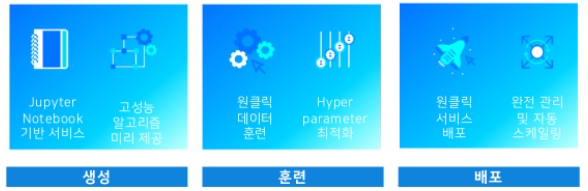 Jupyter
Notebook
기반 서비스
고성능
알고리즘
미리 제공
생성
원클릭
데이터
훈련
Hyper
parameter
최적화
훈련
원클릭
서비스
배포
완전 관리
및 자동
스케일링
배포